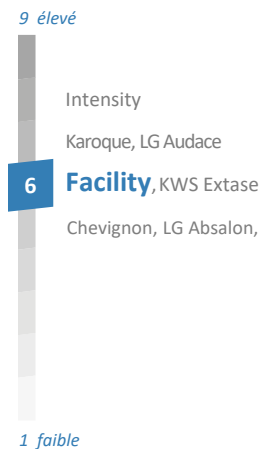 9 élevé
Intensity
Karoque, LG Audace
6 Facility, KWS Extase
Chevignon, LG Absalon,
1 faible